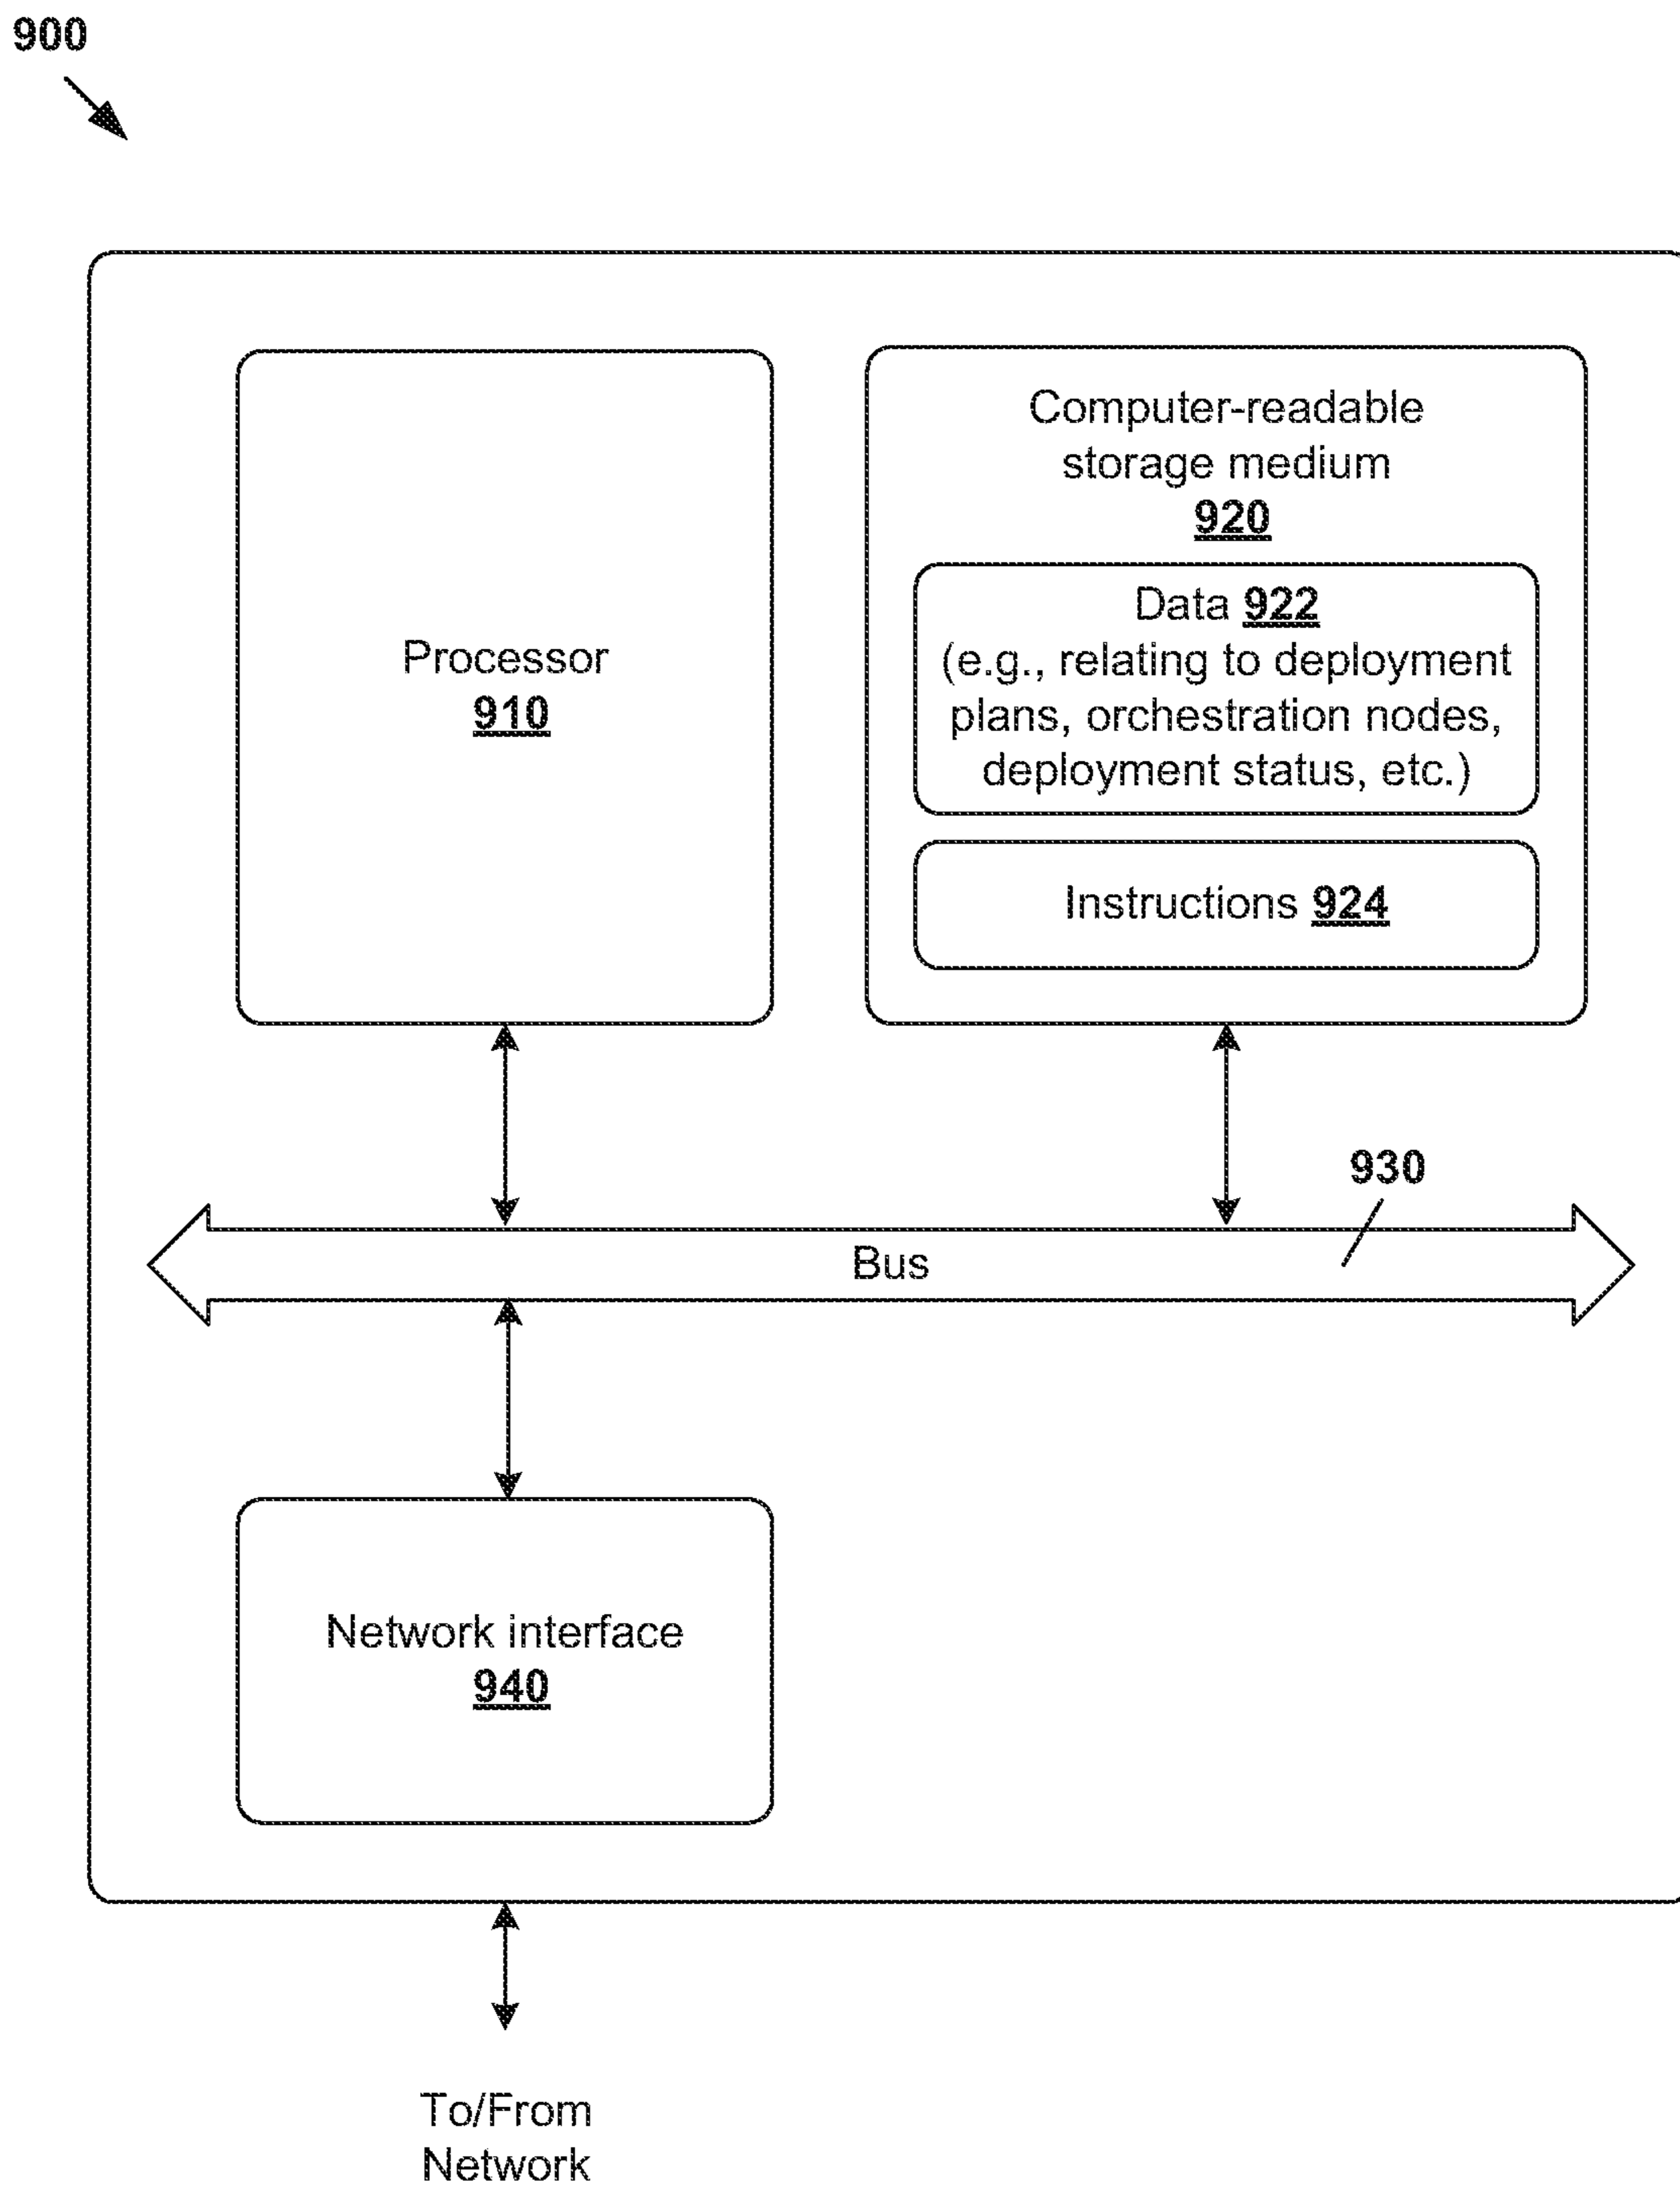 900
Processor
910
Computer-readable
storage medium
920
Data 922
(e.g., relating to deployment
plans, orchestration nodes,
deployment status, etc.)
Instructions 924
930
Bus
Network interface
940
To/From
Network